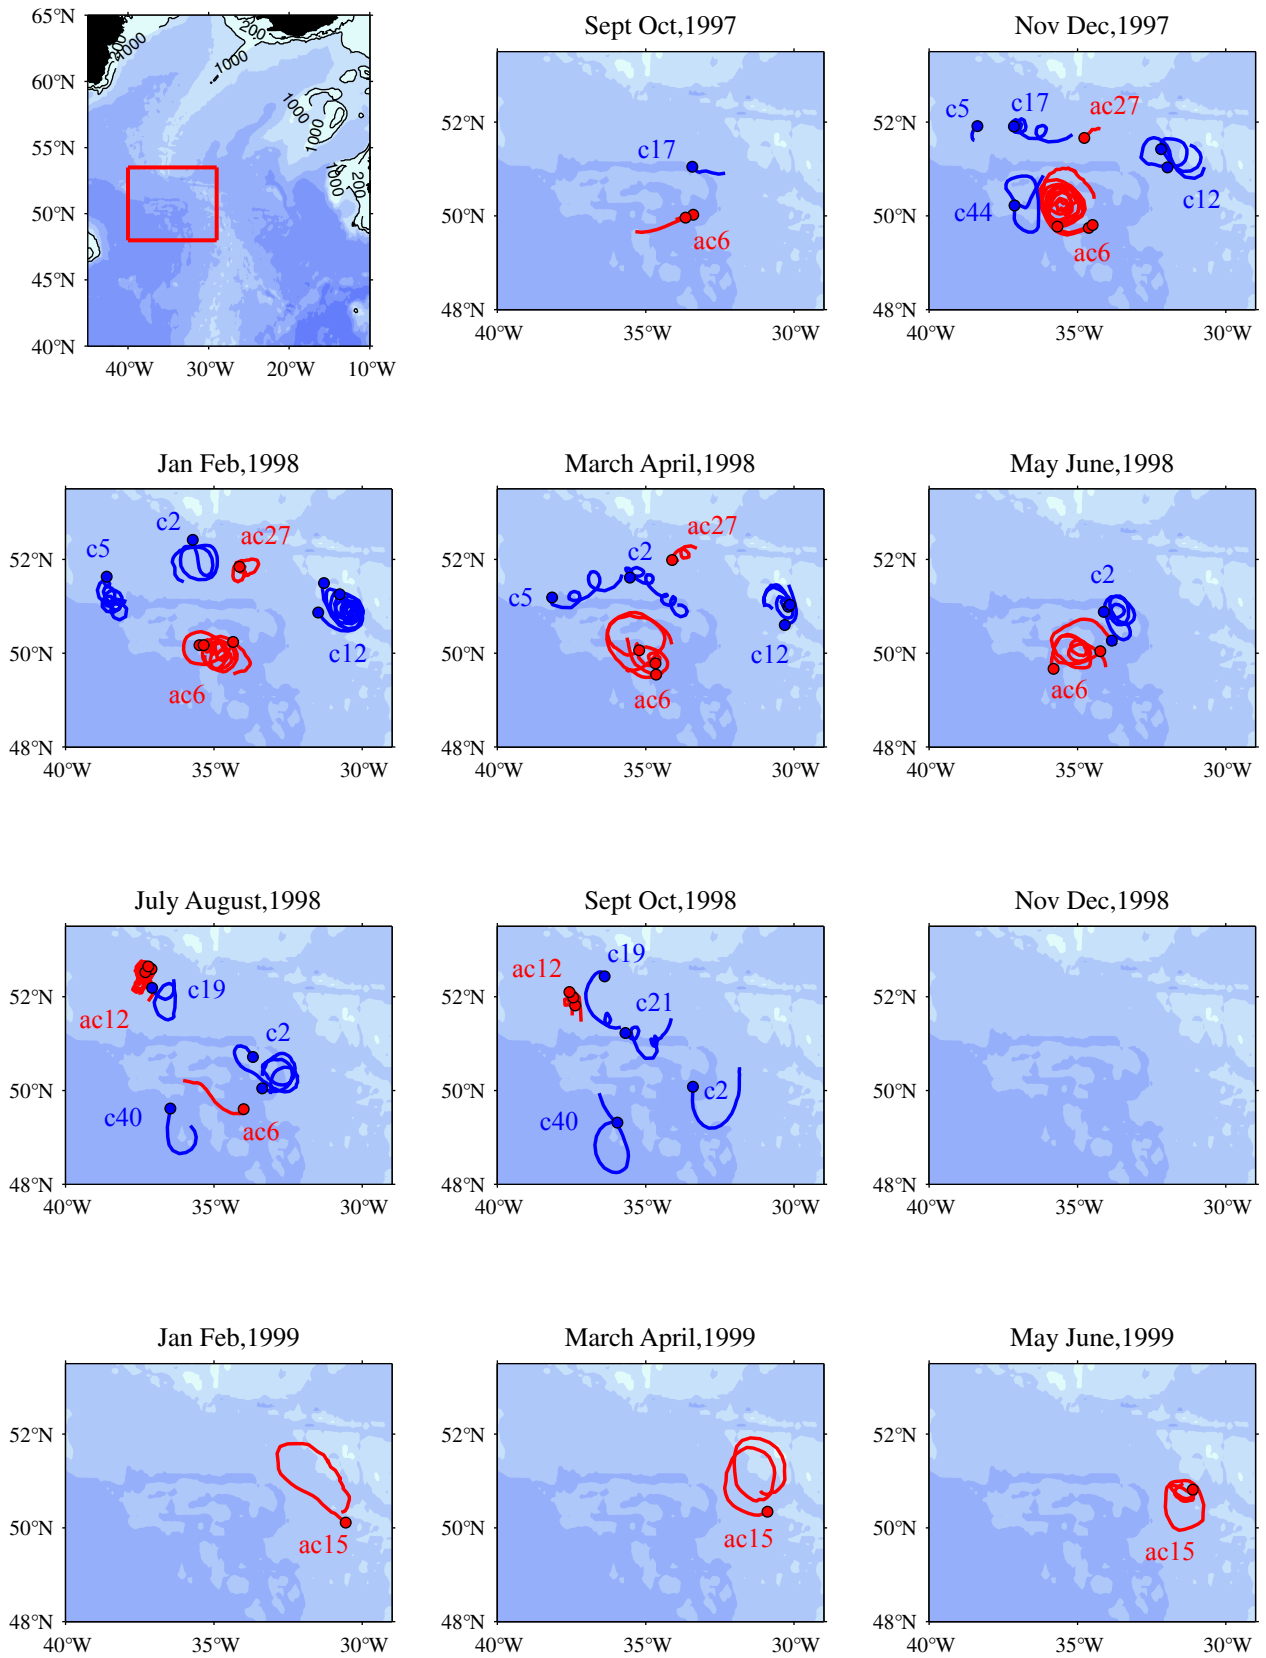 65°N
60°N
55°N
50°N
45°N
40°N
40°W
30°W
20°W
10°W
200
1000
200
1000
1000
1000
1000
200
Sept Oct,1997
52°N
50°N
48°N
40°W
35°W
30°W
c17
ac6
Nov Dec,1997
52°N
50°N
48°N
40°W
35°W
30°W
c5
c17
ac27
c12
c44
ac6
Jan Feb,1998
52°N
50°N
48°N
40°W
35°W
30°W
c2
c5
ac27
c12
ac6
March April,1998
52°N
50°N
48°N
40°W
35°W
30°W
ac27
c2
c5
c12
ac6
May June,1998
52°N
50°N
48°N
40°W
35°W
30°W
c2
ac6
July August,1998
52°N
50°N
48°N
40°W
35°W
30°W
c19
ac12
c2
c40
ac6
Sept Oct,1998
52°N
50°N
48°N
40°W
35°W
30°W
c19
ac12
c21
c2
c40
Nov Dec,1998
52°N
50°N
48°N
40°W
35°W
30°W
Jan Feb,1999
52°N
50°N
48°N
40°W
35°W
30°W
ac15
March April,1999
52°N
50°N
48°N
40°W
35°W
30°W
ac15
May June,1999
52°N
50°N
48°N
40°W
35°W
30°W
ac15